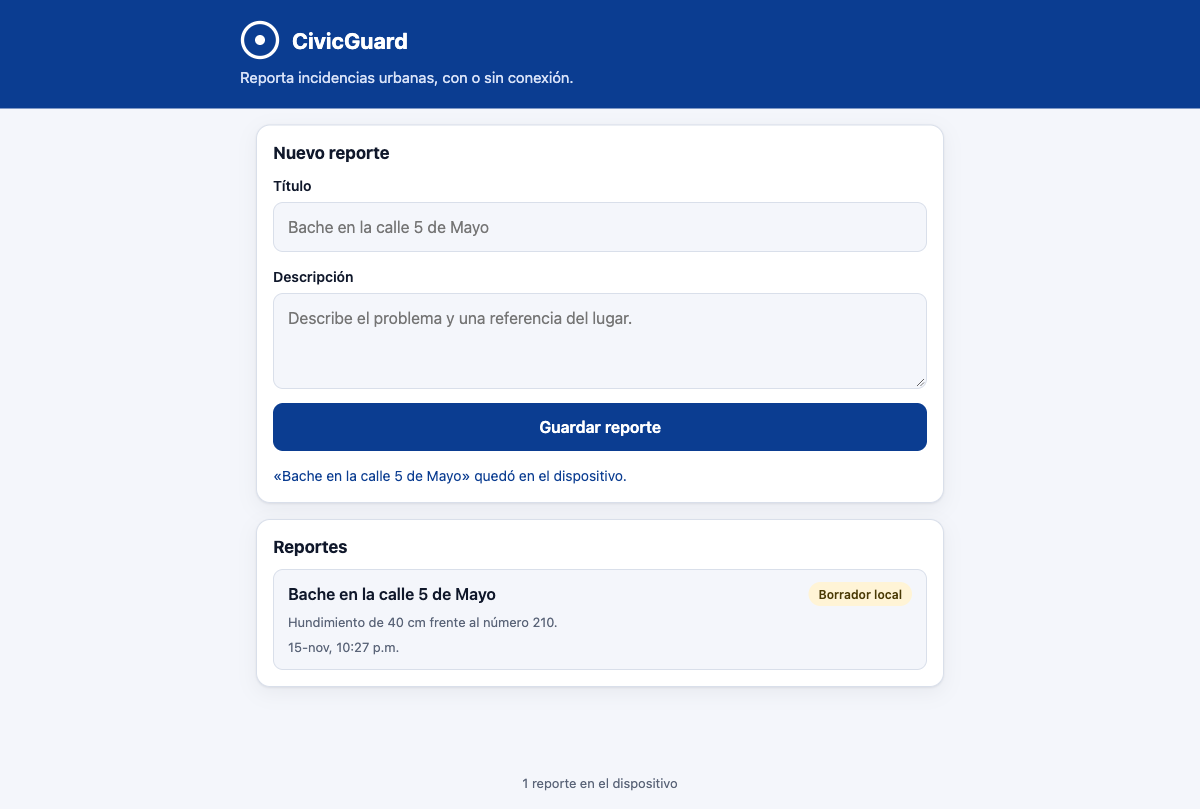 CivicGuard
Reporta incidencias urbanas, con o sin conexión.
Nuevo reporte
Título
Bache en la calle 5 de Mayo
Descripción
Describe el problema y una referencia del lugar.
Guardar reporte
«Bache en la calle 5 de Mayo» quedó en el dispositivo.
Reportes
Bache en la calle 5 de Mayo
Borrador local
Hundimiento de 40 cm frente al número 210.
15-nov, 10:27 p.m.
1 reporte en el dispositivo